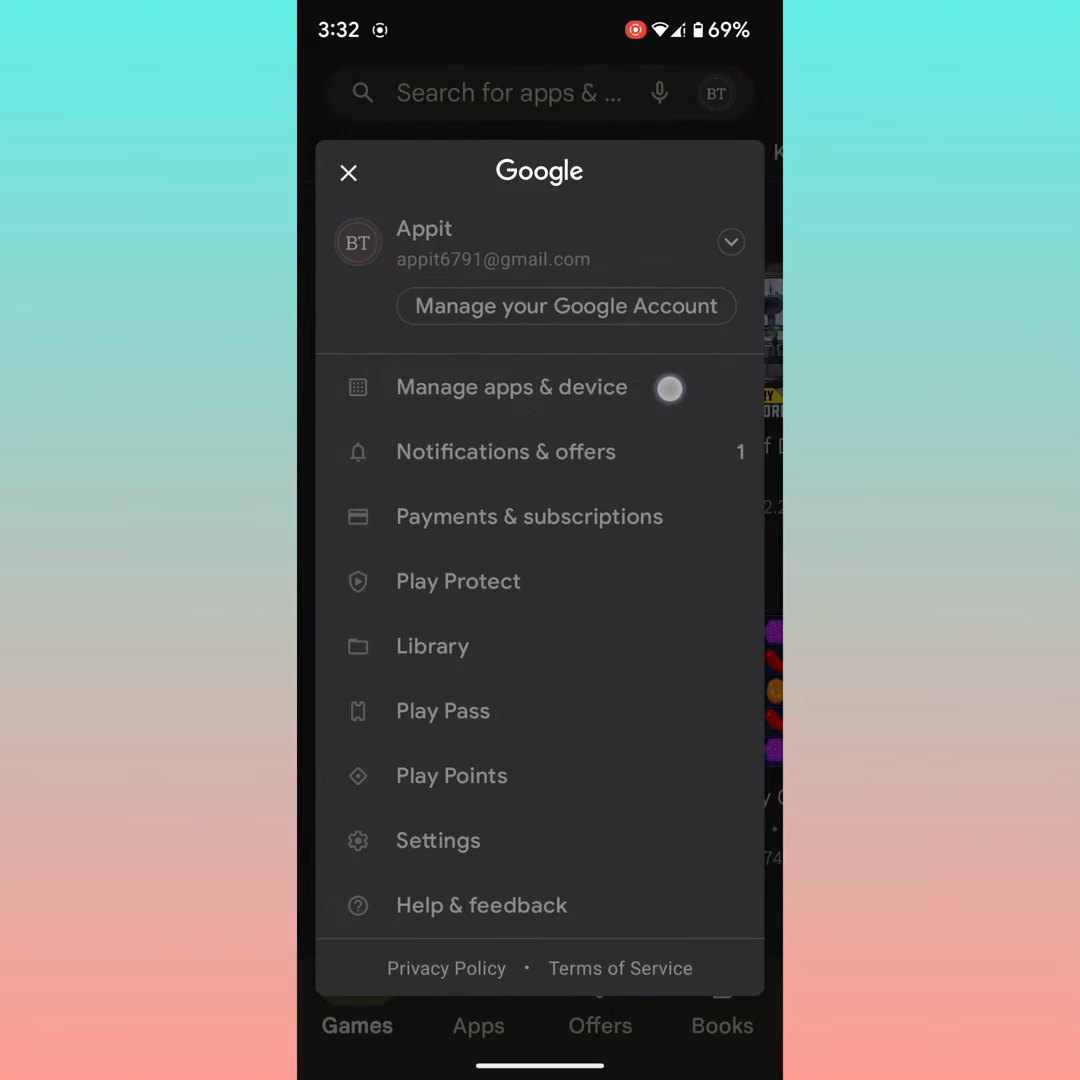 3:32
69%
Search for apps & ...
BT
Google
BT
Appit
appit6791@gmail.com
Manage your Google Account
Manage apps & device
Notifications & offers 1
Payments & subscriptions
Play Protect
Library
Play Pass
Play Points
Settings
Help & feedback
Privacy Policy • Terms of Service
Games
Apps
Offers
Books